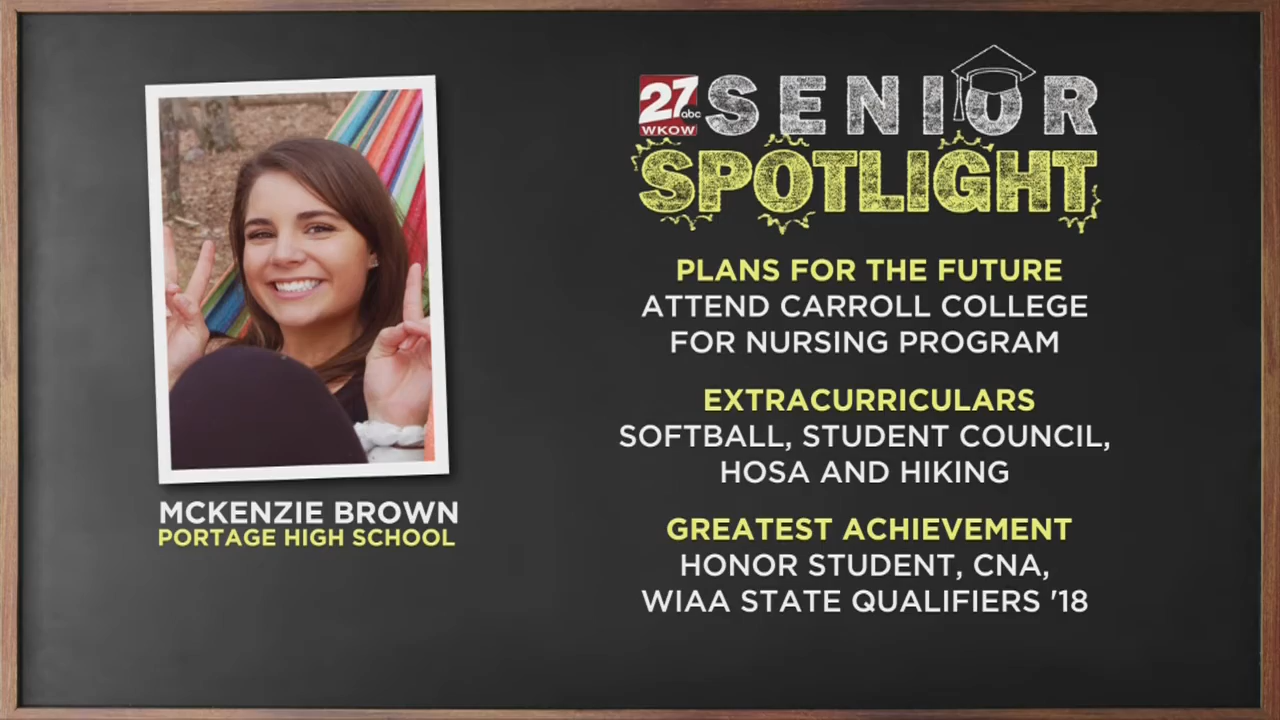 27
abc
WKOW
SENIOR
SPOTLIGHT
PLANS FOR THE FUTURE
ATTEND CARROLL COLLEGE
FOR NURSING PROGRAM
EXTRACURRICULARS
SOFTBALL, STUDENT COUNCIL,
HOSA AND HIKING
GREATEST ACHIEVEMENT
HONOR STUDENT, CNA,
WIAA STATE QUALIFIERS '18
MCKENZIE BROWN
PORTAGE HIGH SCHOOL